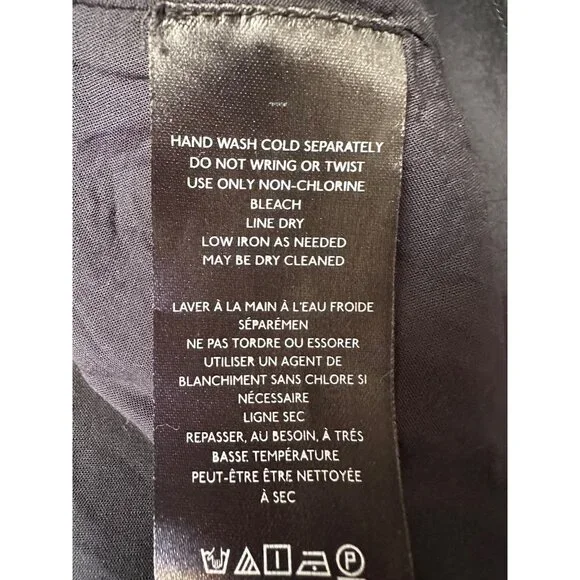 HAND WASH COLD SEPARATELY
DO NOT WRING OR TWIST
USE ONLY NON-CHLORINE
BLEACH
LINE DRY
LOW IRON AS NEEDED
MAY BE DRY CLEANED
LAVER À LA MAIN À L'EAU FROIDE
SÉPARÉMEN
NE PAS TORDRE OU ESSORER
UTILISER UN AGENT DE
BLANCHIMENT SANS CHLORE SI
NÉCESSAIRE
LIGNE SEC
REPASSER, AU BESOIN, À TRÉS
BASSE TEMPÉRATURE
PEUT-ÊTRE ÊTRE NETTOYÉE
À SEC
P